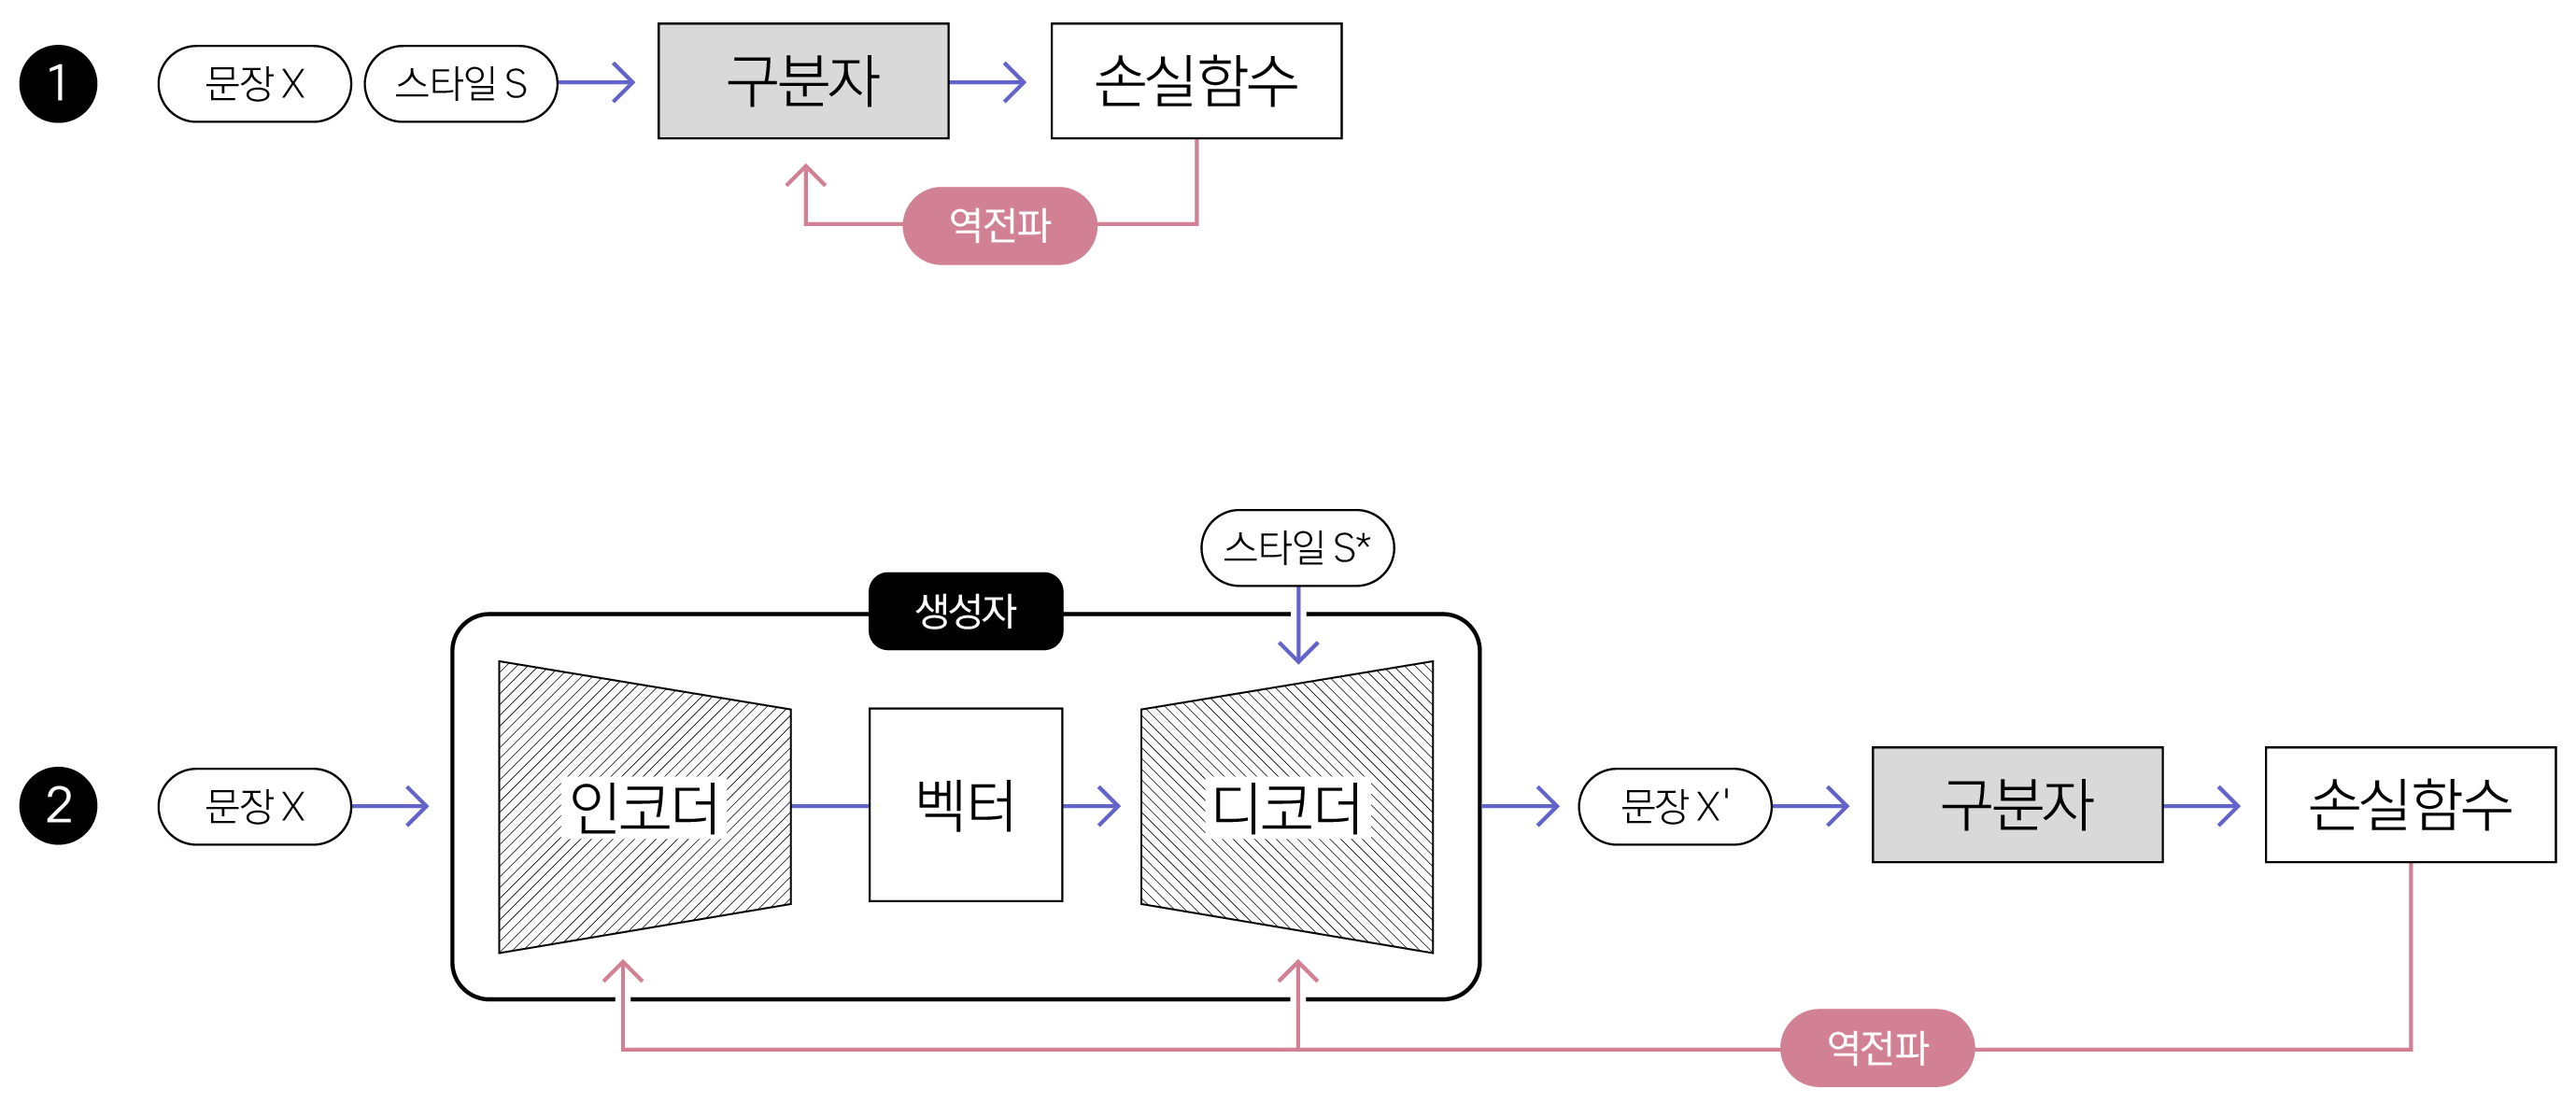 1
문장 X
스타일 S
구분자
손실함수
역전파
스타일 S*
생성자
2
문장 X
인코더
벡터
디코더
문장 X'
구분자
손실함수
역전파